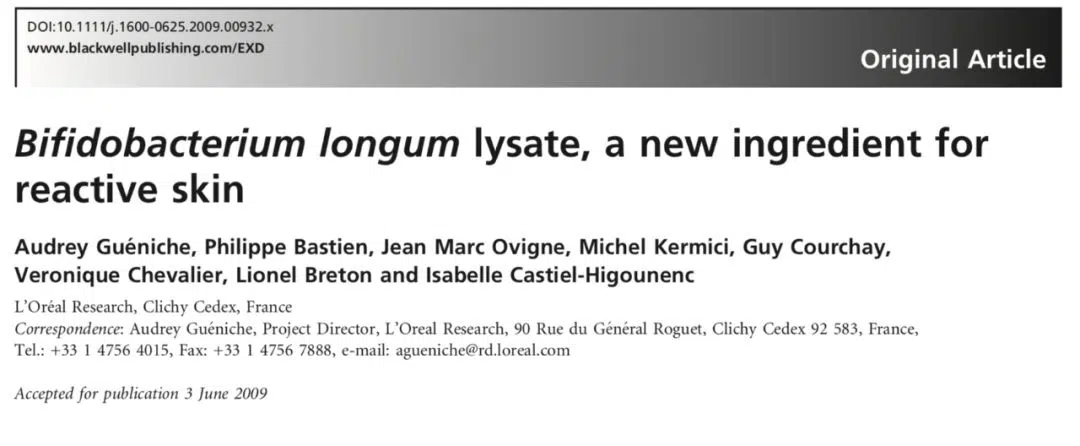 DOI:10.1111/j.1600-0625.2009.00932.x
www.blackwellpublishing.com/EXD
Original Article
Bifidobacterium longum lysate, a new ingredient for
reactive skin
Audrey Guéniche, Philippe Bastien, Jean Marc Ovigne, Michel Kermici, Guy Courchay,
Veronique Chevalier, Lionel Breton and Isabelle Castiel-Higounenc
L’Oréal Research, Clichy Cedex, France
Correspondence: Audrey Guéniche, Project Director, L’Oreal Research, 90 Rue du Général Roguet, Clichy Cedex 92 583, France,
Tel.: +33 1 4756 4015, Fax: +33 1 4756 7888, e-mail: agueniche@rd.loreal.com
Accepted for publication 3 June 2009